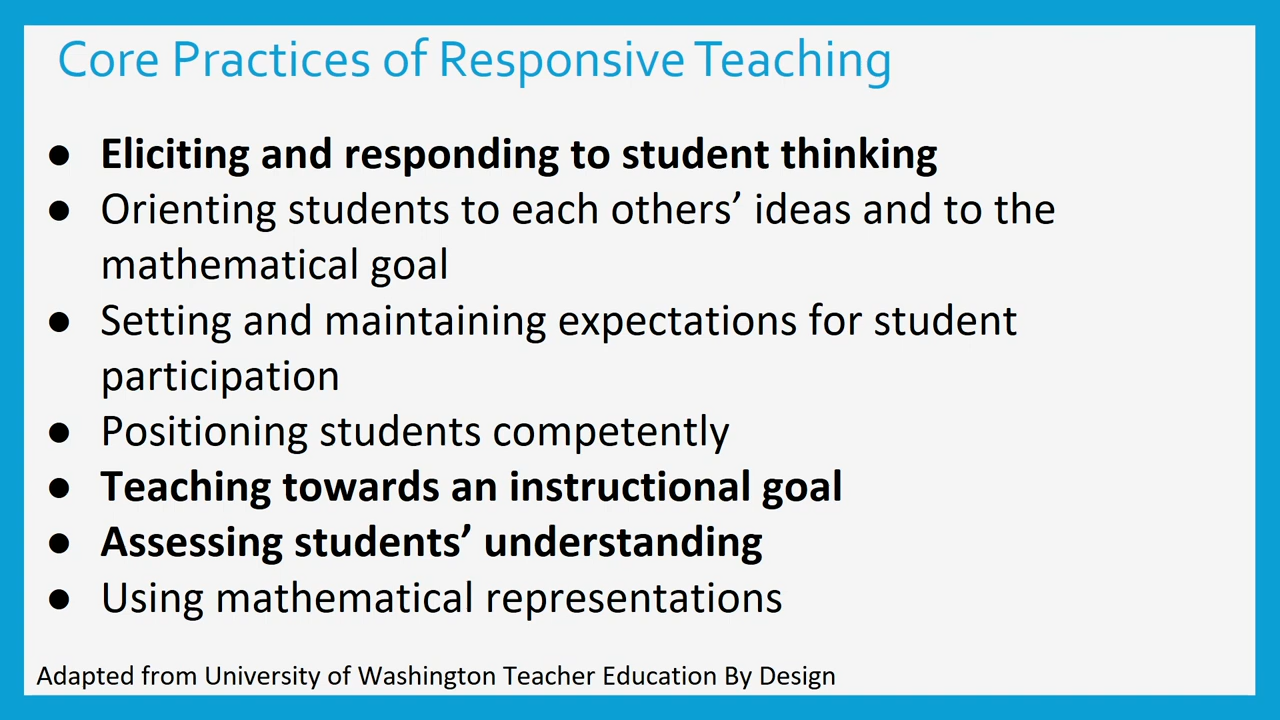 Core Practices of Responsive Teaching
● Eliciting and responding to student thinking
● Orienting students to each others’ ideas and to the
mathematical goal
● Setting and maintaining expectations for student
participation
● Positioning students competently
● Teaching towards an instructional goal
● Assessing students’ understanding
● Using mathematical representations
Adapted from University of Washington Teacher Education By Design